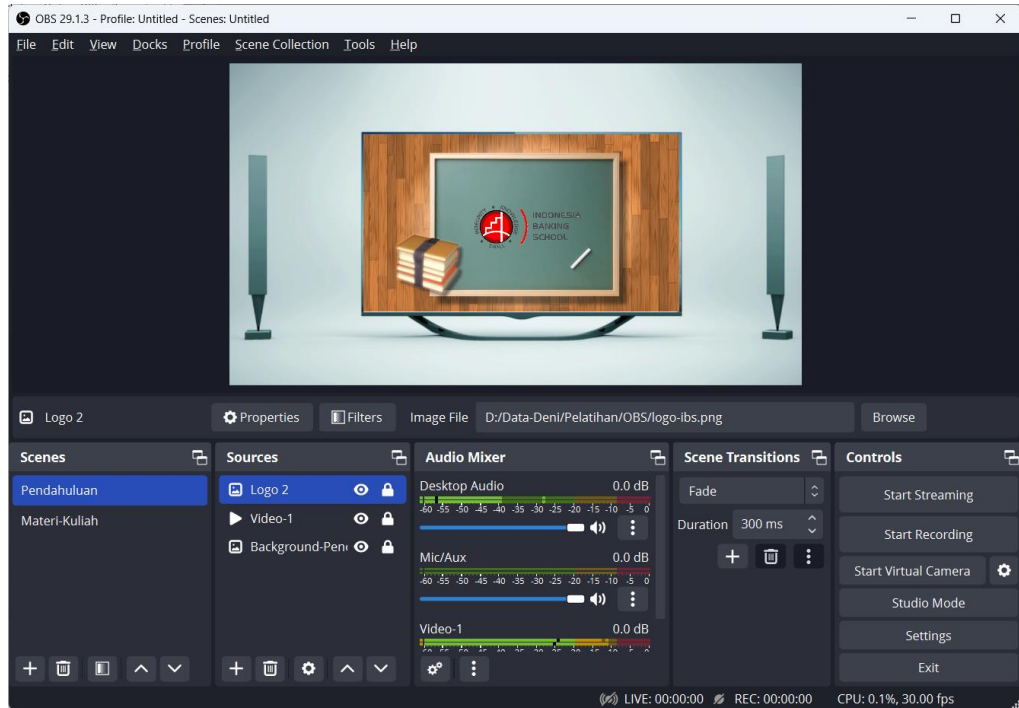 OBS 29.1.3 - Profile: Untitled - Scenes: Untitled
File Edit View Docks Profile Scene Collection Tools Help
INDONESIA
BANKING
SCHOOL
Logo 2 Properties Filters Image File D:/Data-Deni/Pelatihan/OBS/logo-ibs.png Browse
Scenes
Pendahuluan
Materi-Kuliah
Sources
Logo 2
Video-1
Background-Pen
Audio Mixer
Desktop Audio 0.0 dB
-60 -55 -50 -45 -40 -35 -30 -25 -20 -15 -10 -5 0
Mic/Aux 0.0 dB
-60 -55 -50 -45 -40 -35 -30 -25 -20 -15 -10 -5 0
Video-1 0.0 dB
Scene Transitions
Fade
Duration 300 ms
Controls
Start Streaming
Start Recording
Start Virtual Camera
Studio Mode
Settings
Exit
LIVE: 00:00:00 REC: 00:00:00 CPU: 0.1%, 30.00 fps